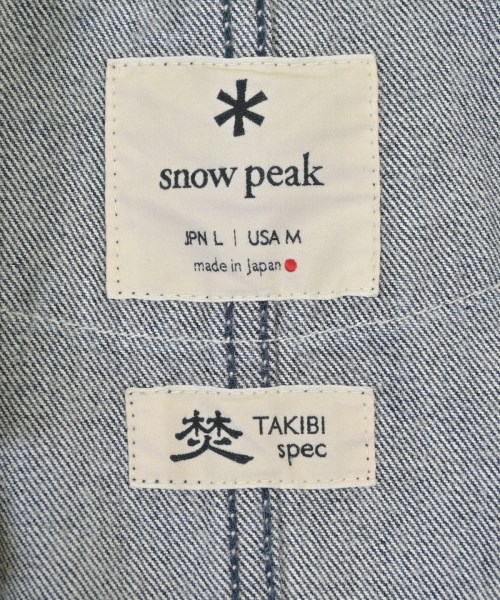 snow peak
JPN L | USA M
made in Japan
焚 TAKIBI
spec